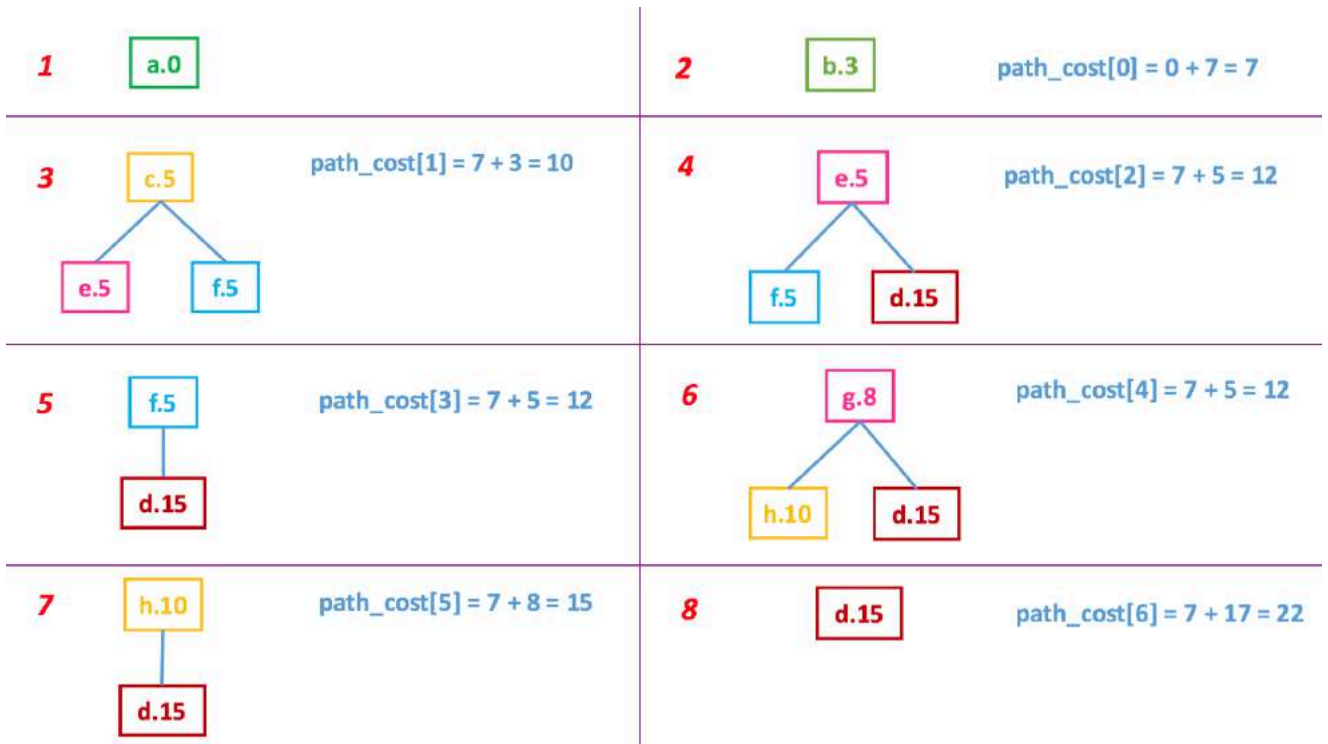 1
a.0
2
b.3
path_cost[0] = 0 + 7 = 7
3
c.5
path_cost[1] = 7 + 3 = 10
e.5
f.5
4
e.5
path_cost[2] = 7 + 5 = 12
f.5
d.15
5
f.5
path_cost[3] = 7 + 5 = 12
d.15
6
g.8
path_cost[4] = 7 + 5 = 12
h.10
d.15
7
h.10
path_cost[5] = 7 + 8 = 15
d.15
8
d.15
path_cost[6] = 7 + 17 = 22